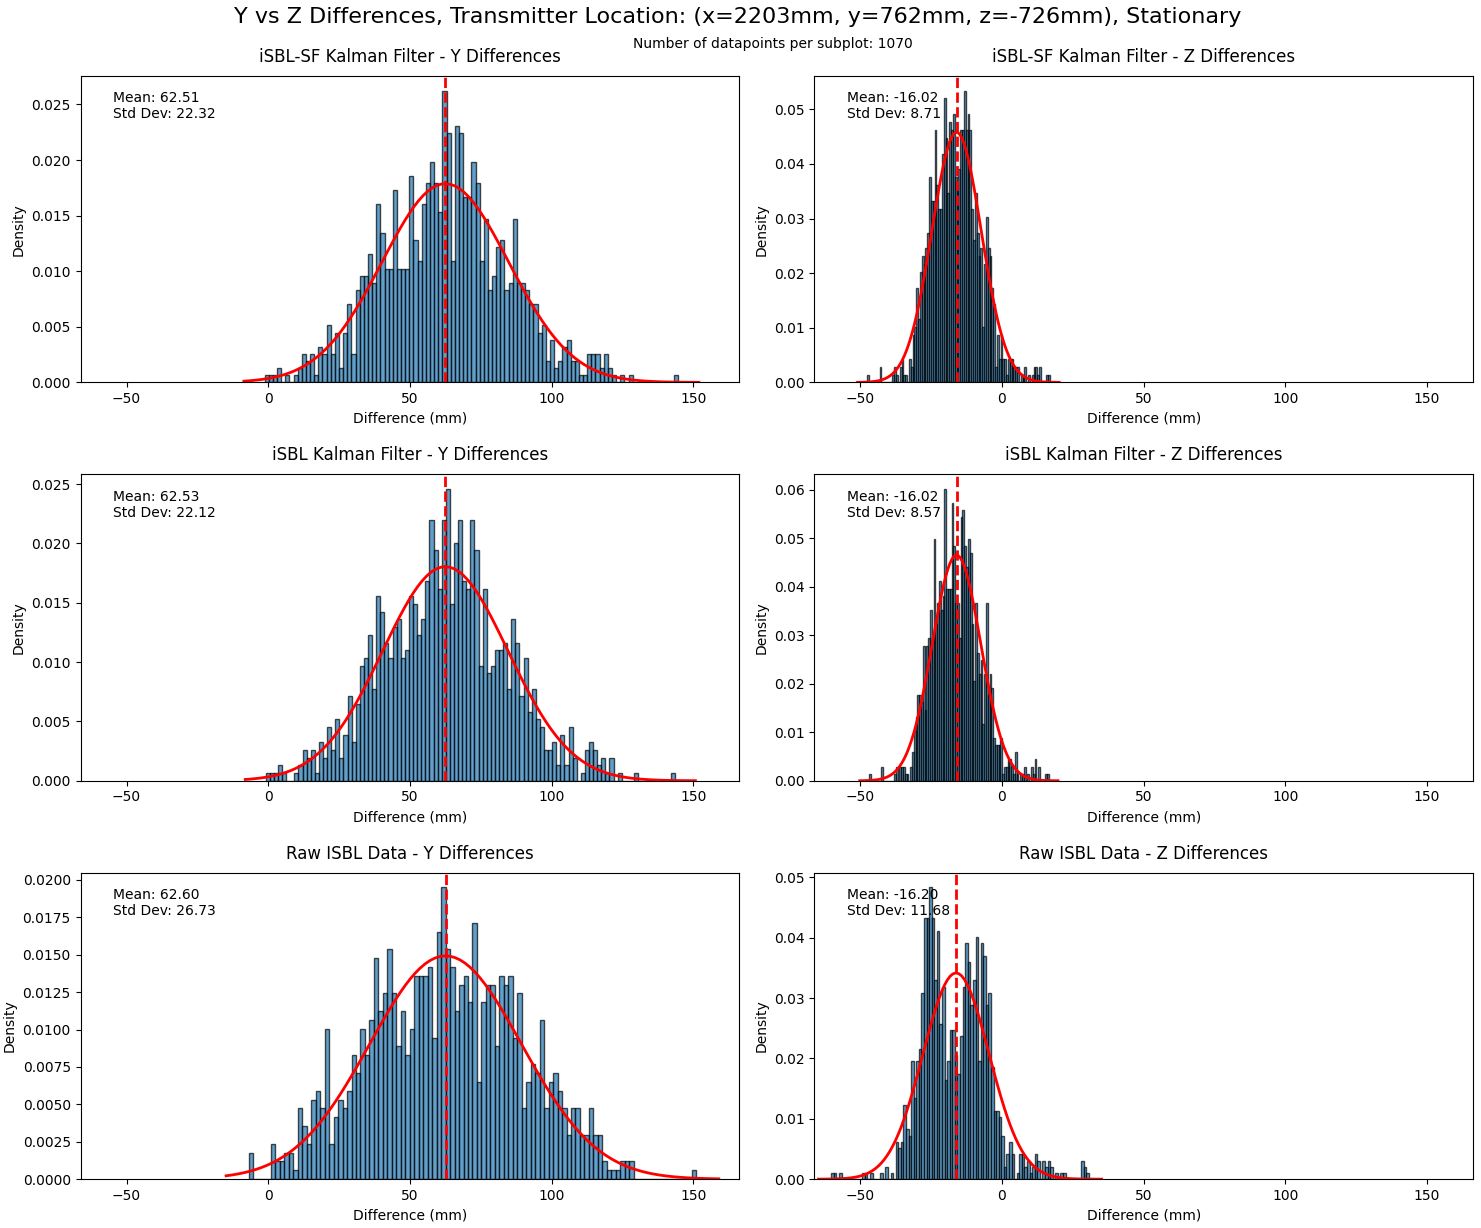 Y vs Z Differences, Transmitter Location: (x=2203mm, y=762mm, z=-726mm), Stationary
Number of datapoints per subplot: 1070
iSBL-SF Kalman Filter - Y Differences
Mean: 62.51
Std Dev: 22.32
0.025
0.020
0.015
0.010
0.005
0.000
Density
−50 0 50 100 150
Difference (mm)
iSBL-SF Kalman Filter - Z Differences
Mean: -16.02
Std Dev: 8.71
0.05
0.04
0.03
0.02
0.01
0.00
Density
−50 0 50 100 150
Difference (mm)
iSBL Kalman Filter - Y Differences
Mean: 62.53
Std Dev: 22.12
0.025
0.020
0.015
0.010
0.005
0.000
Density
−50 0 50 100 150
Difference (mm)
iSBL Kalman Filter - Z Differences
Mean: -16.02
Std Dev: 8.57
0.06
0.05
0.04
0.03
0.02
0.01
0.00
Density
−50 0 50 100 150
Difference (mm)
Raw ISBL Data - Y Differences
Mean: 62.60
Std Dev: 26.73
0.0200
0.0175
0.0150
0.0125
0.0100
0.0075
0.0050
0.0025
0.0000
Density
−50 0 50 100 150
Difference (mm)
Raw ISBL Data - Z Differences
Mean: -16.20
Std Dev: 11.68
0.05
0.04
0.03
0.02
0.01
0.00
Density
−50 0 50 100 150
Difference (mm)